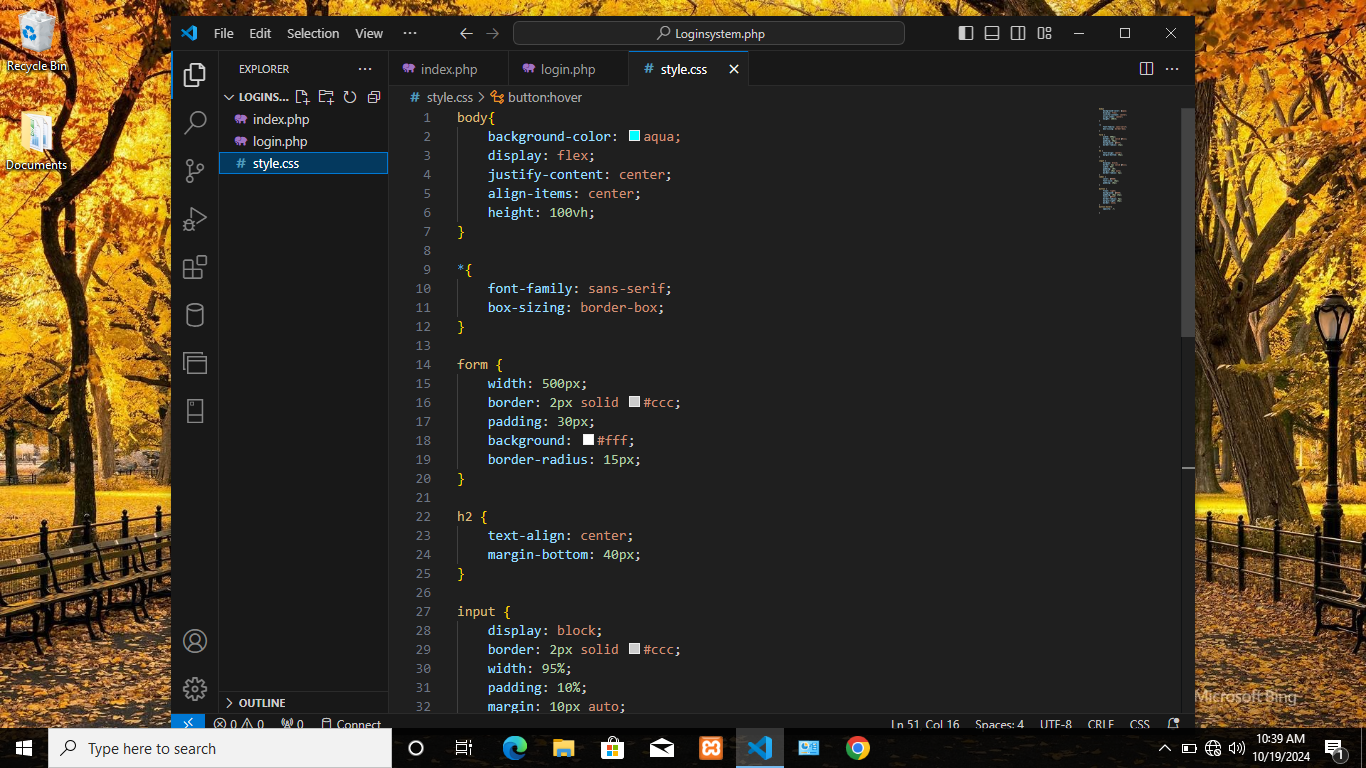 Recycle Bin
Documents
File Edit Selection View ··· Loginsystem.php
EXPLORER ···
LOGINS...
index.php
login.php
style.css
OUTLINE
index.php login.php style.css
# style.css > button:hover
1 body{
2 background-color: aqua;
3 display: flex;
4 justify-content: center;
5 align-items: center;
6 height: 100vh;
7 }
8
9 *{
10 font-family: sans-serif;
11 box-sizing: border-box;
12 }
13
14 form {
15 width: 500px;
16 border: 2px solid #ccc;
17 padding: 30px;
18 background: #fff;
19 border-radius: 15px;
20 }
21
22 h2 {
23 text-align: center;
24 margin-bottom: 40px;
25 }
26
27 input {
28 display: block;
29 border: 2px solid #ccc;
30 width: 95%;
31 padding: 10%;
32 margin: 10px auto;
0 0 0 Connect Ln 51, Col 16 Spaces: 4 UTF-8 CRLF CSS
Microsoft Bing
Type here to search
10:39 AM
10/19/2024
1